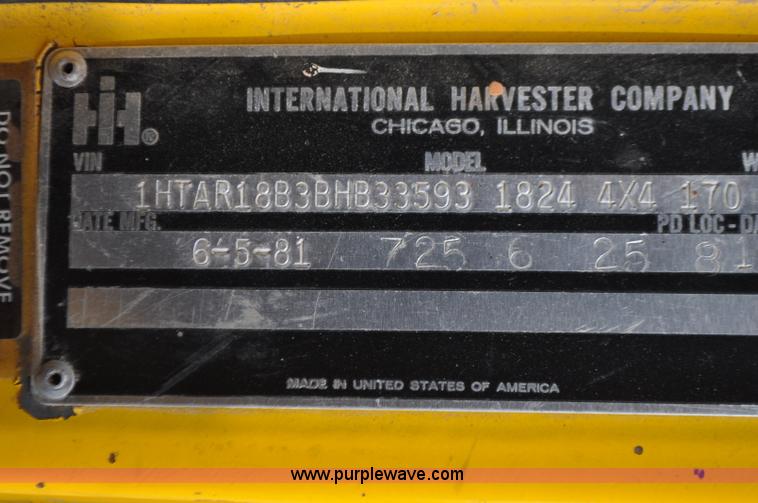 INTERNATIONAL HARVESTER COMPANY
CHICAGO, ILLINOIS
IH ®
VIN MODEL W
1HTAR18B3BHB33593 1824 4X4 170
DATE MFG. PD LOC - DA
6-5-81 725 6 25 81
MADE IN UNITED STATES OF AMERICA
DO NOT REMOVE
www.purplewave.com